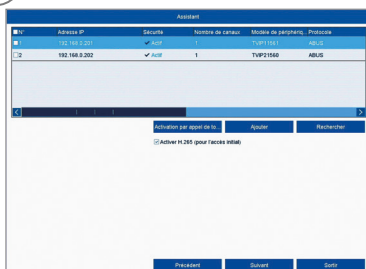 Assistant
N° Adresse IP Sécurité Nombre de canaux Modèle de périphériq... Protocole
1 192.168.0.201 Actif 1 TVIP11561 ABUS
2 192.168.0.202 Actif 1 TVIP21560 ABUS
Activation par appel de fo... Ajouter Rechercher
Activer H.265 (pour l'accès initial)
Précédent Suivant Sortir